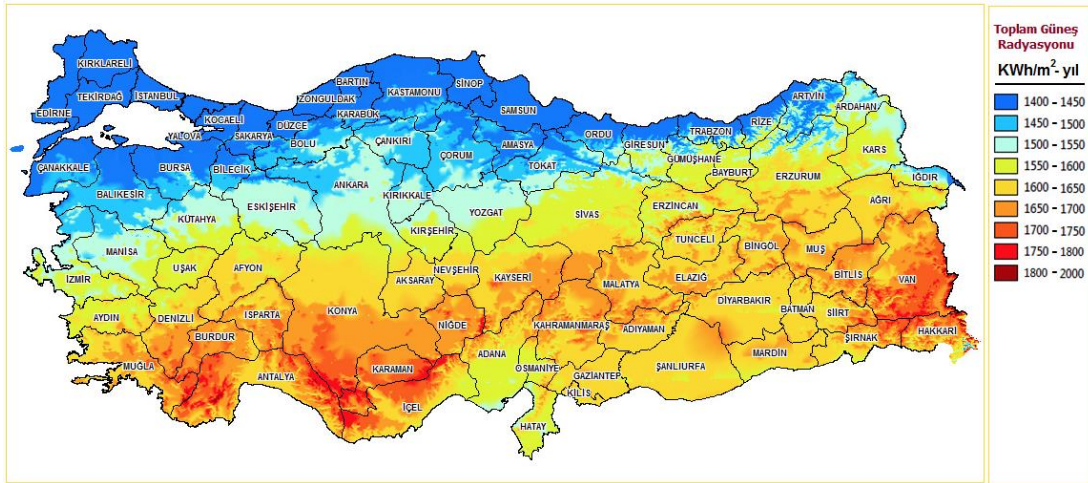 KIRKLARELİ
TEKİRDAĞ
İSTANBUL
EDİRNE
KOCAELİ
YALOVA
SAKARYA
DÜZCE
ZONGULDAK
BARTIN
KARABÜK
KASTAMONU
SİNOP
SAMSUN
BOLU
ÇANKIRI
ÇORUM
AMASYA
TOKAT
ORDU
GİRESUN
TRABZON
RİZE
ARTVİN
ARDAHAN
GÜMÜŞHANE
BAYBURT
ERZURUM
KARS
IĞDIR
AĞRI
ÇANAKKALE
BALIKESİR
BURSA
BİLECİK
KÜTAHYA
ESKİŞEHİR
ANKARA
KIRIKKALE
YOZGAT
KIRŞEHİR
SİVAS
ERZİNCAN
TUNCELİ
BİNGÖL
MUŞ
BİTLİS
VAN
MANİSA
İZMİR
UŞAK
AFYON
AKSARAY
NEVŞEHİR
KAYSERİ
MALATYA
ELAZIĞ
DİYARBAKIR
BATMAN
SİİRT
ŞIRNAK
HAKKARİ
AYDIN
DENİZLİ
ISPARTA
BURDUR
KONYA
NİĞDE
KAHRAMANMARAŞ
ADIYAMAN
MARDİN
ŞANLIURFA
MUĞLA
ANTALYA
KARAMAN
İÇEL
ADANA
OSMANİYE
GAZİANTEP
KİLİS
HATAY
Toplam Güneş
Radyasyonu
KWh/m²- yıl
1400 - 1450
1450 - 1500
1500 - 1550
1550 - 1600
1600 - 1650
1650 - 1700
1700 - 1750
1750 - 1800
1800 - 2000